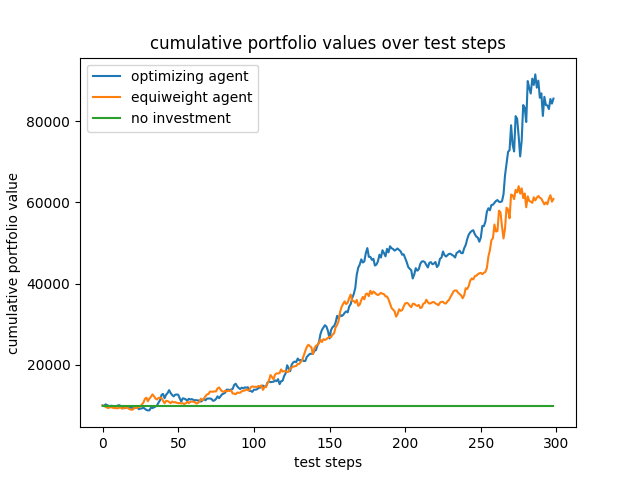 cumulative portfolio values over test steps
optimizing agent
equiweight agent
no investment
cumulative portfolio value
80000
60000
40000
20000
0 50 100 150 200 250 300
test steps